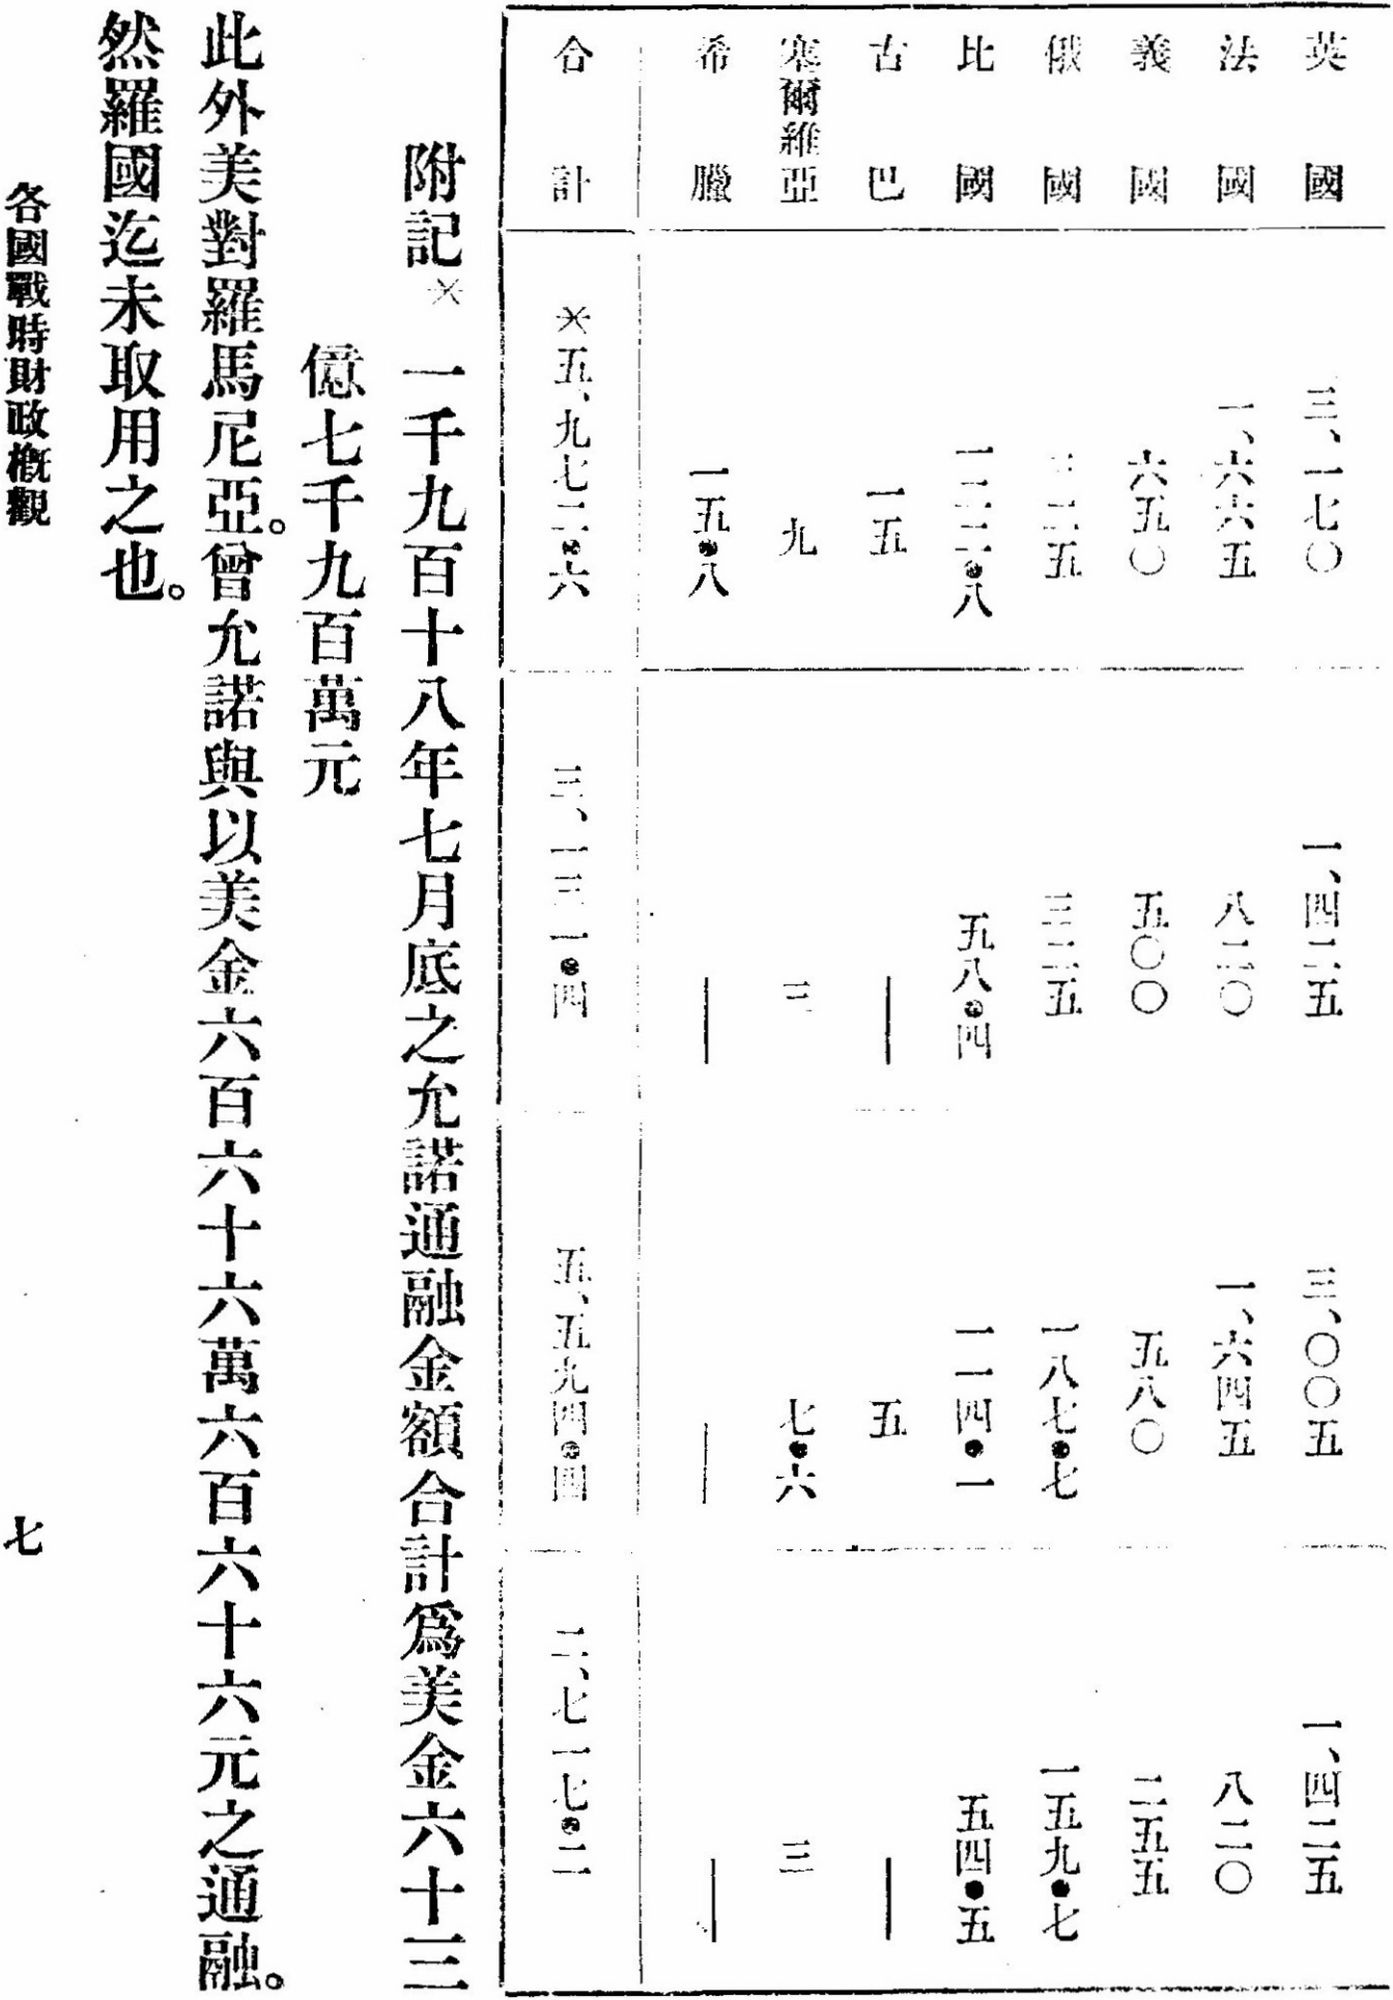 英國 三、一七〇 一、四二五 三、〇〇五 一、四二五
法國 一、六六五 八二〇 一、六四五 八二〇
義國 六五〇 五〇〇 五八〇 二五五
俄國 三二五 三二五 一八七•七 一五九•七
比國 一二二•八 五八•四 一一四•一 五四•五
古巴 一五 — 五 —
塞爾維亞 九 三 七•六 三
希臘 一五•八 — — —
合計 ×五、九七二•六 三、一三一•四 五、五九四•四 二、七一七•二
附記× 一千九百十八年七月底之允諾通融金額合計爲美金六十三
億七千九百萬元
此外美對羅馬尼亞。曾允諾與以美金六百六十六萬六百六十六元之通融。
然羅國迄未取用之也。
各國戰時財政槪觀 七